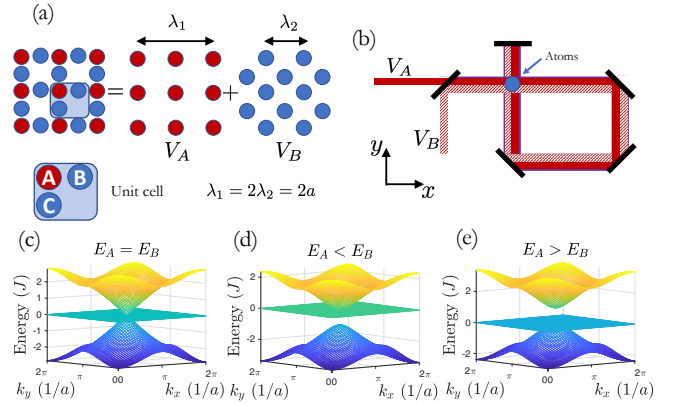 (a)
λ₁
λ₂
=
+
V_A
V_B
A
B
C
Unit cell
λ₁ = 2λ₂ = 2a
(b)
Atoms
V_A
V_B
y
x
(c)
E_A = E_B
Energy (J)
2
1
0
-1
-2
2π
π
00
π
2π
k_y (1/a)
k_x (1/a)
(d)
E_A < E_B
Energy (J)
2
0
-2
2π
π
00
π
2π
k_y (1/a)
k_x (1/a)
(e)
E_A > E_B
Energy (J)
2
0
-2
2π
π
00
π
2π
k_y (1/a)
k_x (1/a)